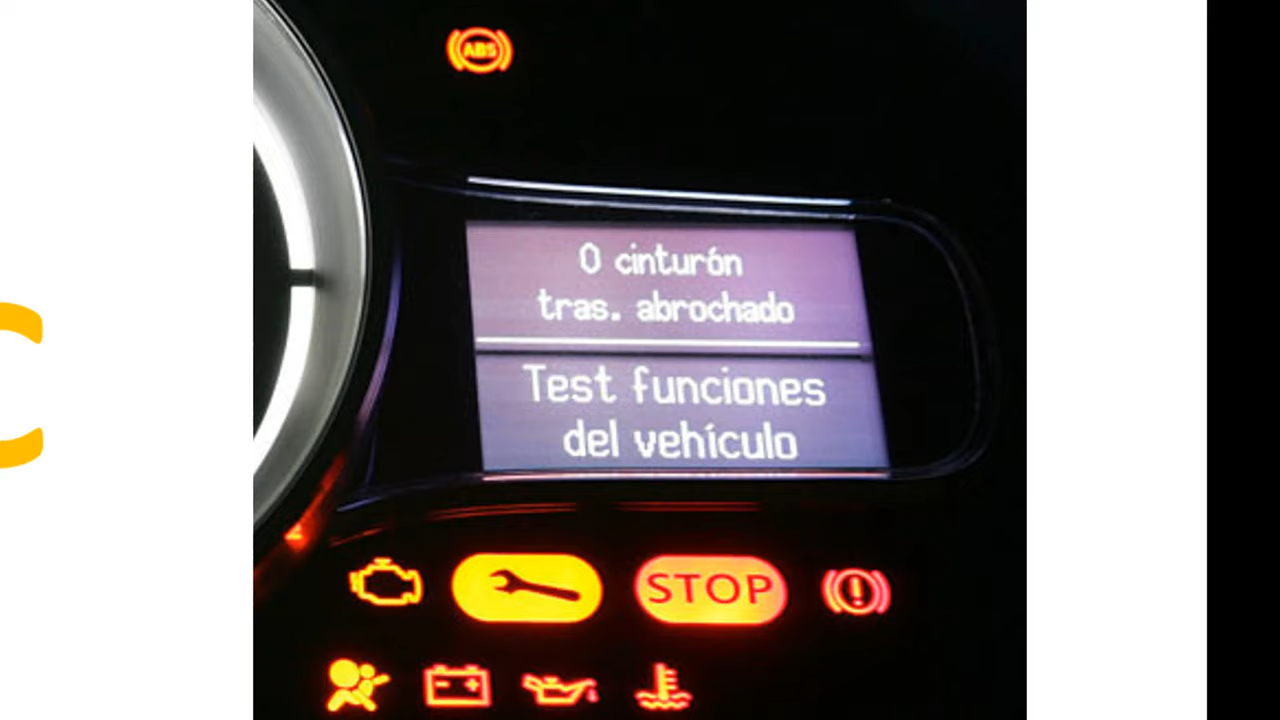 ABS
0 cinturón
tras. abrochado
Test funciones
del vehículo
STOP